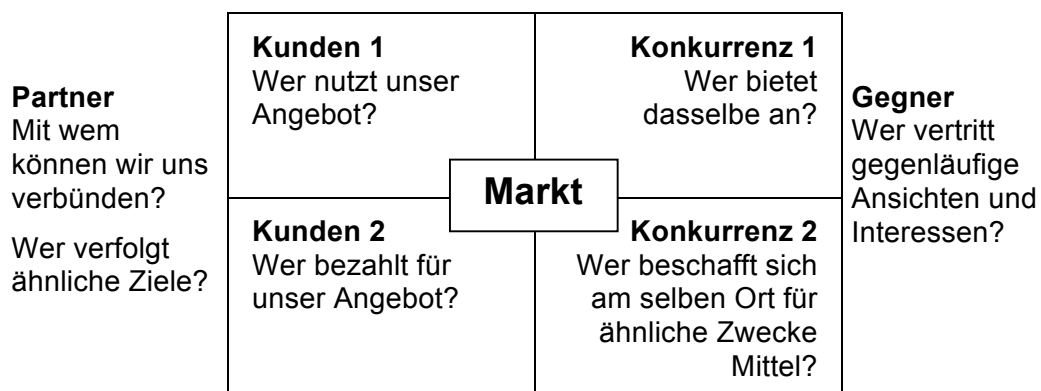 Partner
Mit wem
können wir uns
verbünden?
Wer verfolgt
ähnliche Ziele?
Kunden 1
Wer nutzt unser
Angebot?
Konkurrenz 1
Wer bietet
dasselbe an?
Markt
Kunden 2
Wer bezahlt für
unser Angebot?
Konkurrenz 2
Wer beschafft sich
am selben Ort für
ähnliche Zwecke
Mittel?
Gegner
Wer vertritt
gegenläufige
Ansichten und
Interessen?